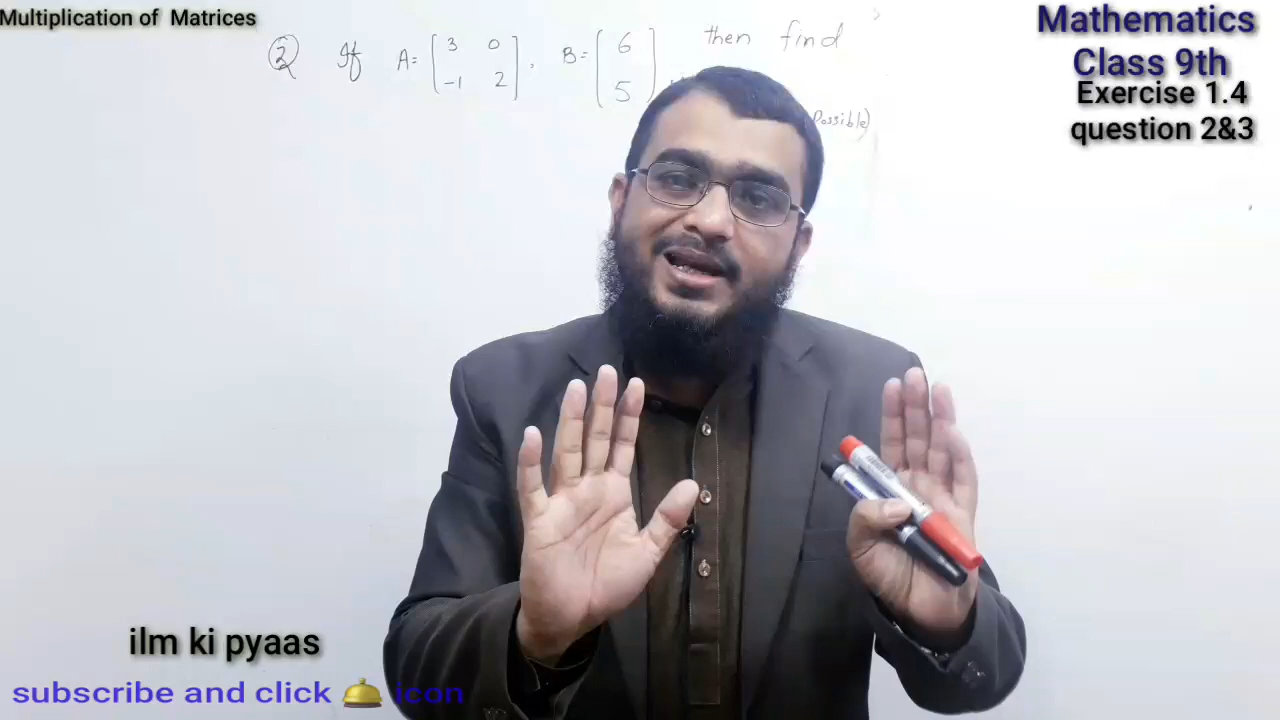 Multiplication of Matrices
Mathematics
Class 9th
Exercise 1.4
question 2&3
② If A= [ 3 0 ], B= [ 6 ] then find
-1 2 5
Possible)
ilm ki pyaas
subscribe and click 🛎️ icon